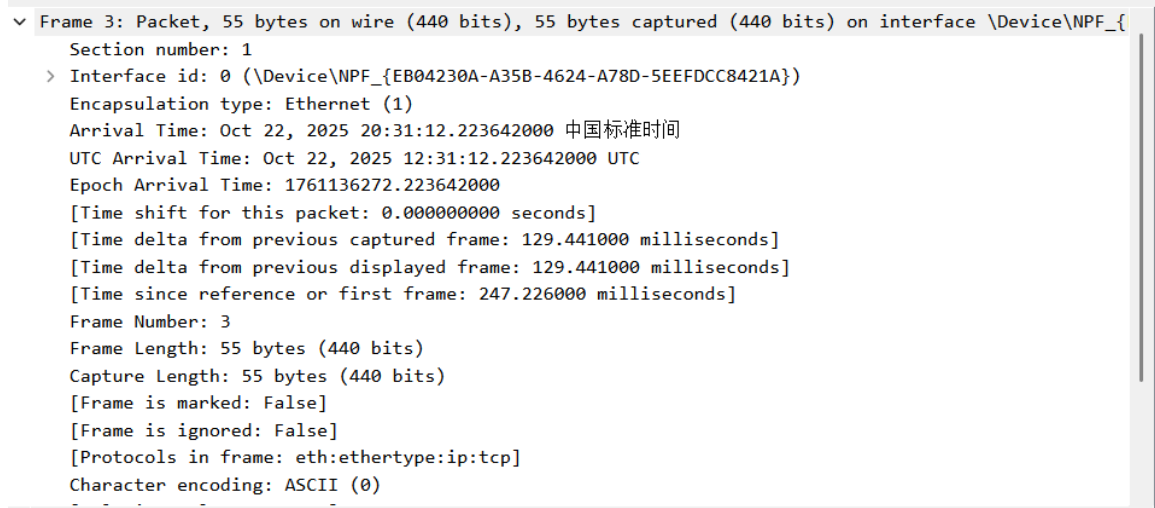 Frame 3: Packet, 55 bytes on wire (440 bits), 55 bytes captured (440 bits) on interface \Device\NPF_{
Section number: 1
Interface id: 0 (\Device\NPF_{EB04230A-A35B-4624-A78D-5EEFDCC8421A})
Encapsulation type: Ethernet (1)
Arrival Time: Oct 22, 2025 20:31:12.223642000 中国标准时间
UTC Arrival Time: Oct 22, 2025 12:31:12.223642000 UTC
Epoch Arrival Time: 1761136272.223642000
[Time shift for this packet: 0.000000000 seconds]
[Time delta from previous captured frame: 129.441000 milliseconds]
[Time delta from previous displayed frame: 129.441000 milliseconds]
[Time since reference or first frame: 247.226000 milliseconds]
Frame Number: 3
Frame Length: 55 bytes (440 bits)
Capture Length: 55 bytes (440 bits)
[Frame is marked: False]
[Frame is ignored: False]
[Protocols in frame: eth:ethertype:ip:tcp]
Character encoding: ASCII (0)